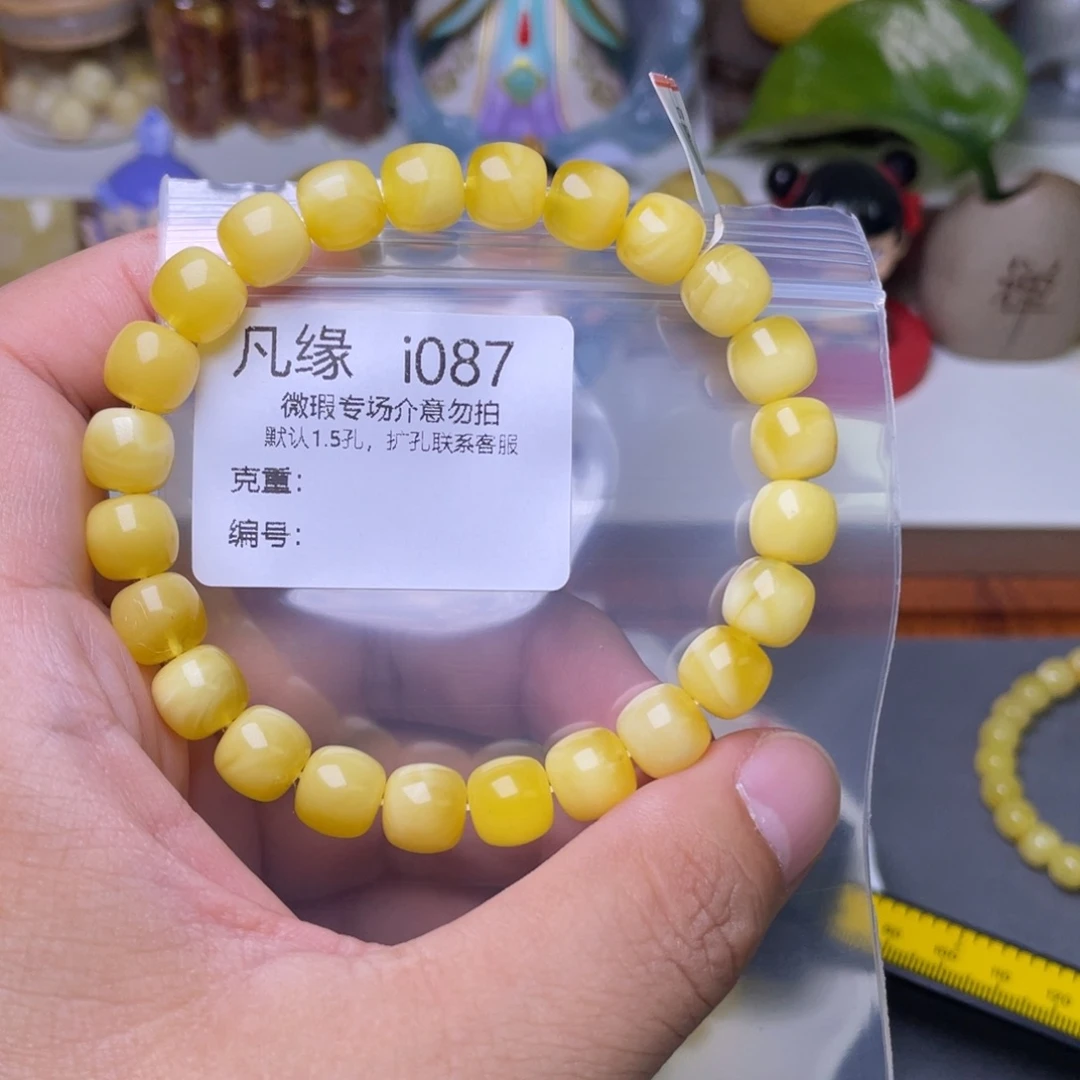 凡缘 i087
微瑕专场介意勿拍
默认1.5孔，扩孔联系客服
克重：
编号：